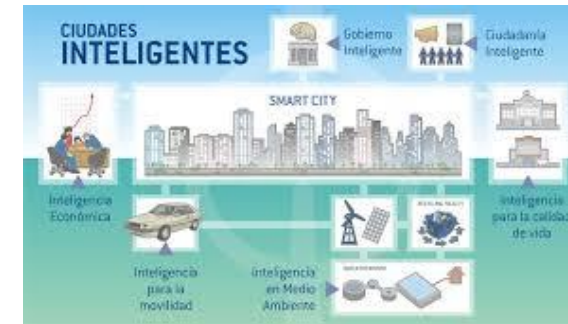 CIUDADES
INTELIGENTES
Gobierno
Inteligente
Ciudadanía
Inteligente
SMART CITY
Inteligencia
Económica
Inteligencia
para la calidad
de vida
Inteligencia
para la
movilidad
Inteligencia
en Medio
Ambiente